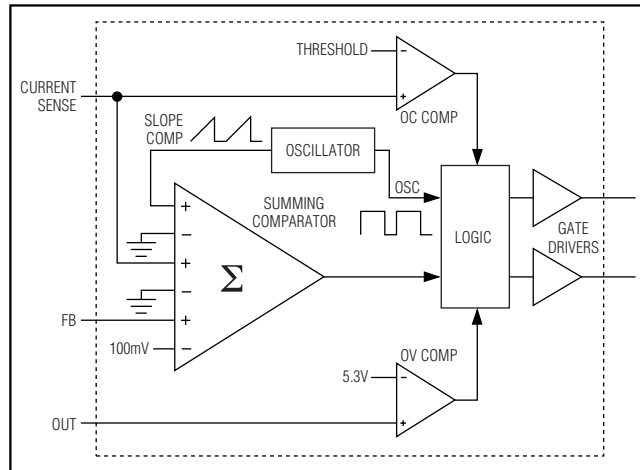 THRESHOLD
−
CURRENT
SENSE
+
OC COMP
SLOPE
COMP
OSCILLATOR
OSC
+
SUMMING
COMPARATOR
−
+
Σ
LOGIC
GATE
DRIVERS
−
FB
+
100mV
−
5.3V
−
OV COMP
OUT
+